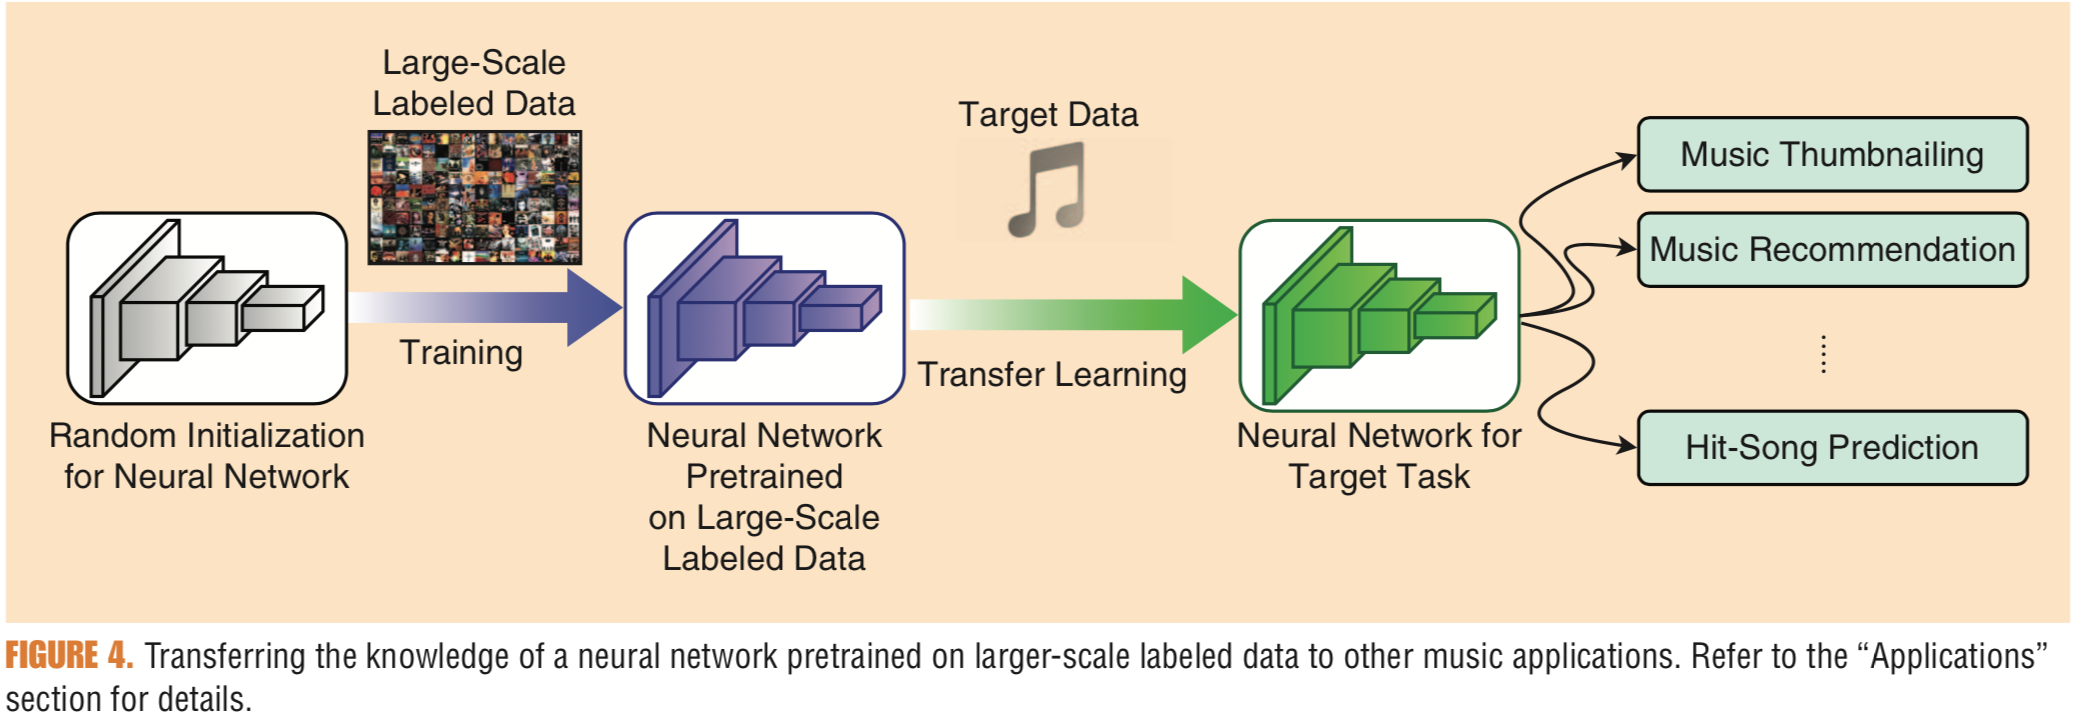 Large-Scale
Labeled Data
Target Data
Training
Transfer Learning
Random Initialization
for Neural Network
Neural Network
Pretrained
on Large-Scale
Labeled Data
Neural Network for
Target Task
Music Thumbnailing
Music Recommendation
Hit-Song Prediction
FIGURE 4. Transferring the knowledge of a neural network pretrained on larger-scale labeled data to other music applications. Refer to the “Applications”
section for details.